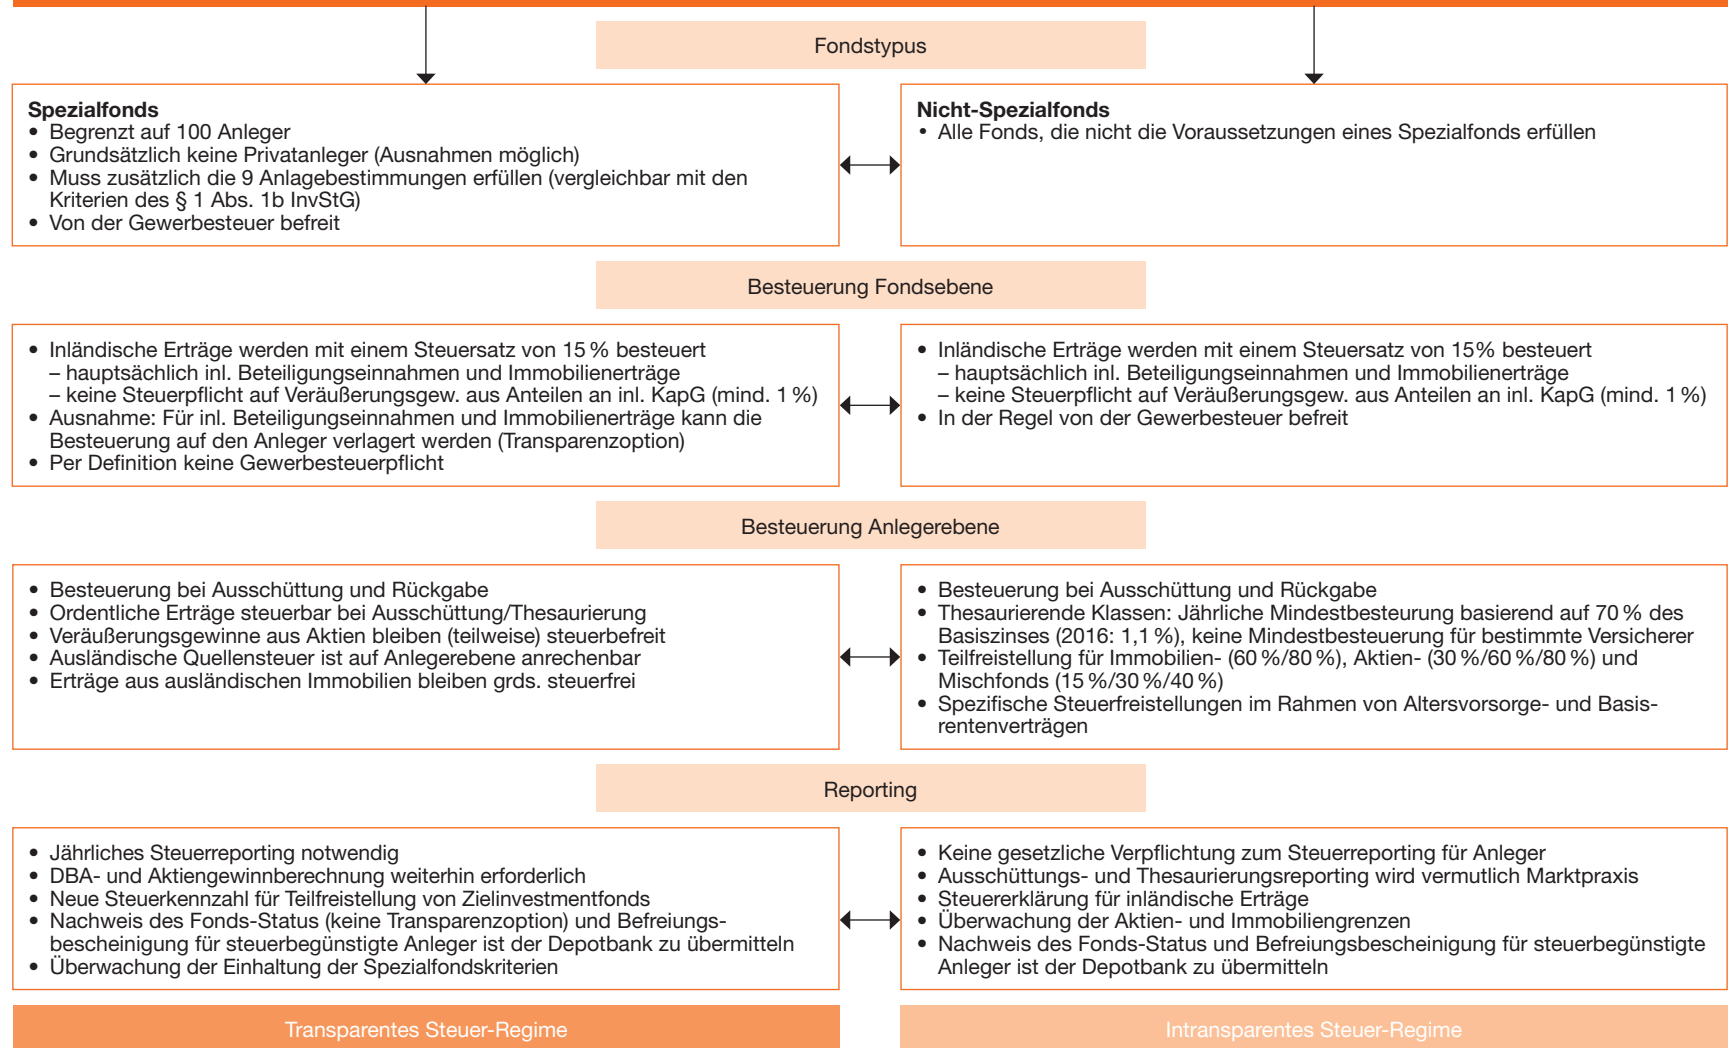 Fondstypus
Spezialfonds
• Begrenzt auf 100 Anleger
• Grundsätzlich keine Privatanleger (Ausnahmen möglich)
• Muss zusätzlich die 9 Anlagebestimmungen erfüllen (vergleichbar mit den
Kriterien des § 1 Abs. 1b InvStG)
• Von der Gewerbesteuer befreit
Nicht-Spezialfonds
• Alle Fonds, die nicht die Voraussetzungen eines Spezialfonds erfüllen
Besteuerung Fondsebene
• Inländische Erträge werden mit einem Steuersatz von 15 % besteuert
– hauptsächlich inl. Beteiligungseinnahmen und Immobilienerträge
– keine Steuerpflicht auf Veräußerungsgew. aus Anteilen an inl. KapG (mind. 1 %)
• Ausnahme: Für inl. Beteiligungseinnahmen und Immobilienerträge kann die
Besteuerung auf den Anleger verlagert werden (Transparenzoption)
• Per Definition keine Gewerbesteuerpflicht
• Inländische Erträge werden mit einem Steuersatz von 15% besteuert
– hauptsächlich inl. Beteiligungseinnahmen und Immobilienerträge
– keine Steuerpflicht auf Veräußerungsgew. aus Anteilen an inl. KapG (mind. 1 %)
• In der Regel von der Gewerbesteuer befreit
Besteuerung Anlegerebene
• Besteuerung bei Ausschüttung und Rückgabe
• Ordentliche Erträge steuerbar bei Ausschüttung/Thesaurierung
• Veräußerungsgewinne aus Aktien bleiben (teilweise) steuerbefreit
• Ausländische Quellensteuer ist auf Anlegerebene anrechenbar
• Erträge aus ausländischen Immobilien bleiben grds. steuerfrei
• Besteuerung bei Ausschüttung und Rückgabe
• Thesaurierende Klassen: Jährliche Mindestbesteurung basierend auf 70 % des
Basiszinses (2016: 1,1 %), keine Mindestbesteuerung für bestimmte Versicherer
• Teilfreistellung für Immobilien- (60 %/80 %), Aktien- (30 %/60 %/80 %) und
Mischfonds (15 %/30 %/40 %)
• Spezifische Steuerfreistellungen im Rahmen von Altersvorsorge- und Basis-
rentenverträgen
Reporting
• Jährliches Steuerreporting notwendig
• DBA- und Aktiengewinnberechnung weiterhin erforderlich
• Neue Steuerkennzahl für Teilfreistellung von Zielinvestmentfonds
• Nachweis des Fonds-Status (keine Transparenzoption) und Befreiungs-
bescheinigung für steuerbegünstigte Anleger ist der Depotbank zu übermitteln
• Überwachung der Einhaltung der Spezialfondskriterien
• Keine gesetzliche Verpflichtung zum Steuerreporting für Anleger
• Ausschüttungs- und Thesaurierungsreporting wird vermutlich Marktpraxis
• Steuererklärung für inländische Erträge
• Überwachung der Aktien- und Immobiliengrenzen
• Nachweis des Fonds-Status und Befreiungsbescheinigung für steuerbegünstigte
Anleger ist der Depotbank zu übermitteln
Transparentes Steuer-Regime
Intransparentes Steuer-Regime